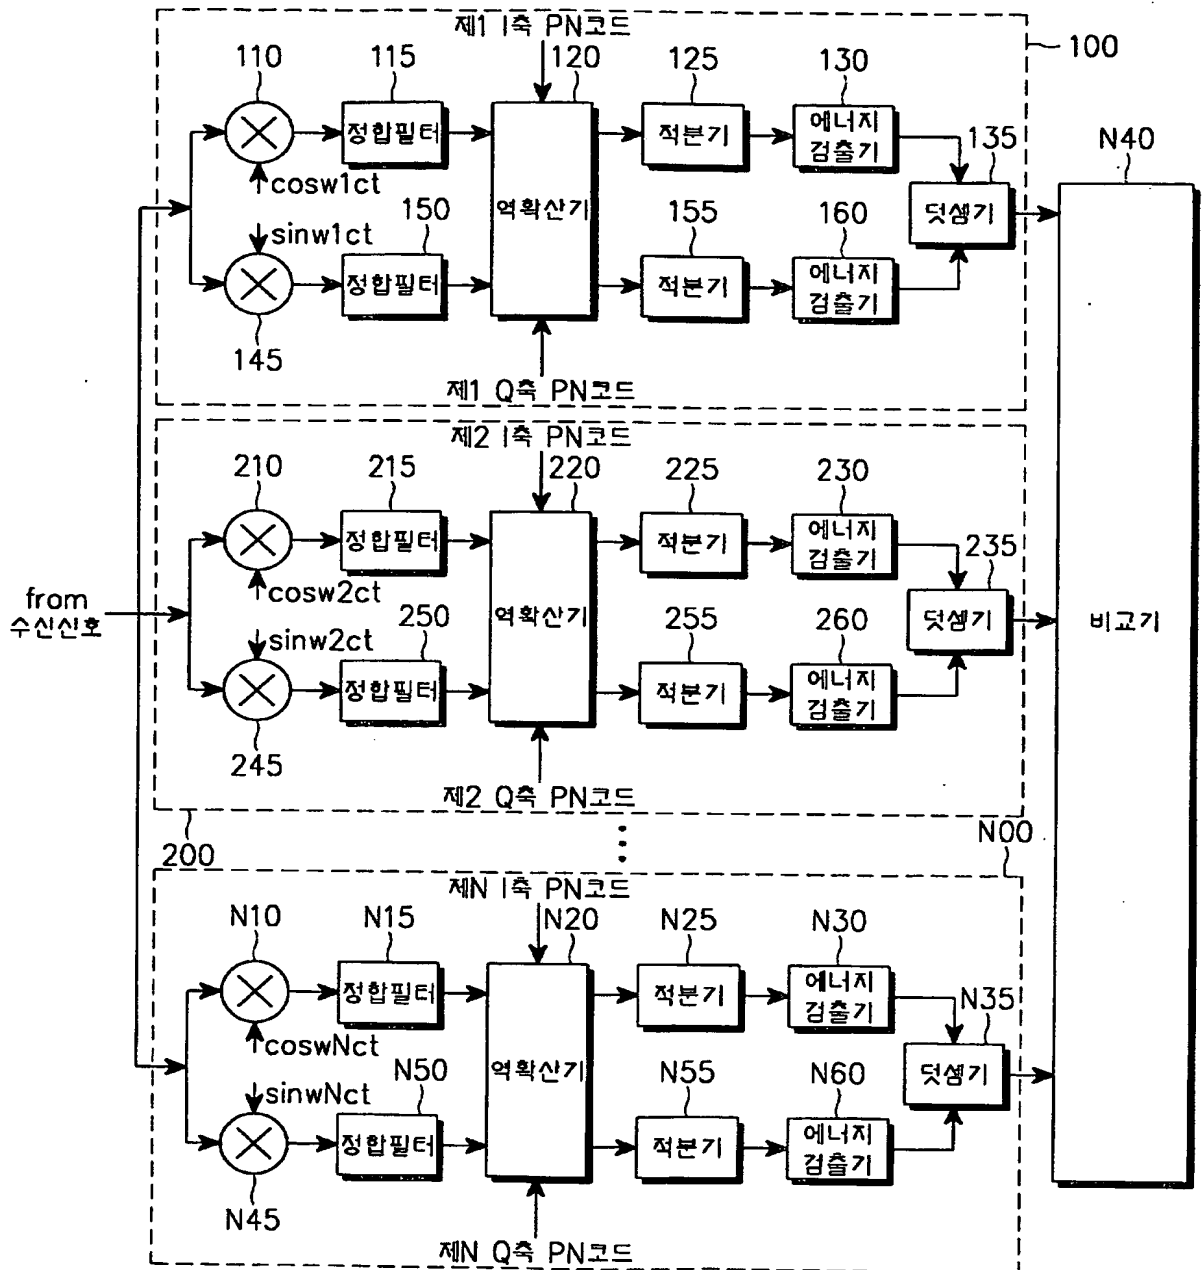 제1 I축 PN코드
100
110
115
120
125
130
정합필터
적분기
에너지
검출기
135
N40
cosw1ct
역확산기
덧셈기
sinw1ct
150
155
160
정합필터
적분기
에너지
검출기
145
제1 Q축 PN코드
제2 I축 PN코드
210
215
220
225
230
정합필터
적분기
에너지
검출기
235
from
수신신호
cosw2ct
역확산기
덧셈기
비교기
sinw2ct
250
255
260
정합필터
적분기
에너지
검출기
245
제2 Q축 PN코드
200
N00
제N I축 PN코드
N10
N15
N20
N25
N30
정합필터
적분기
에너지
검출기
N35
coswNct
역확산기
덧셈기
sinwNct
N50
N55
N60
정합필터
적분기
에너지
검출기
N45
제N Q축 PN코드